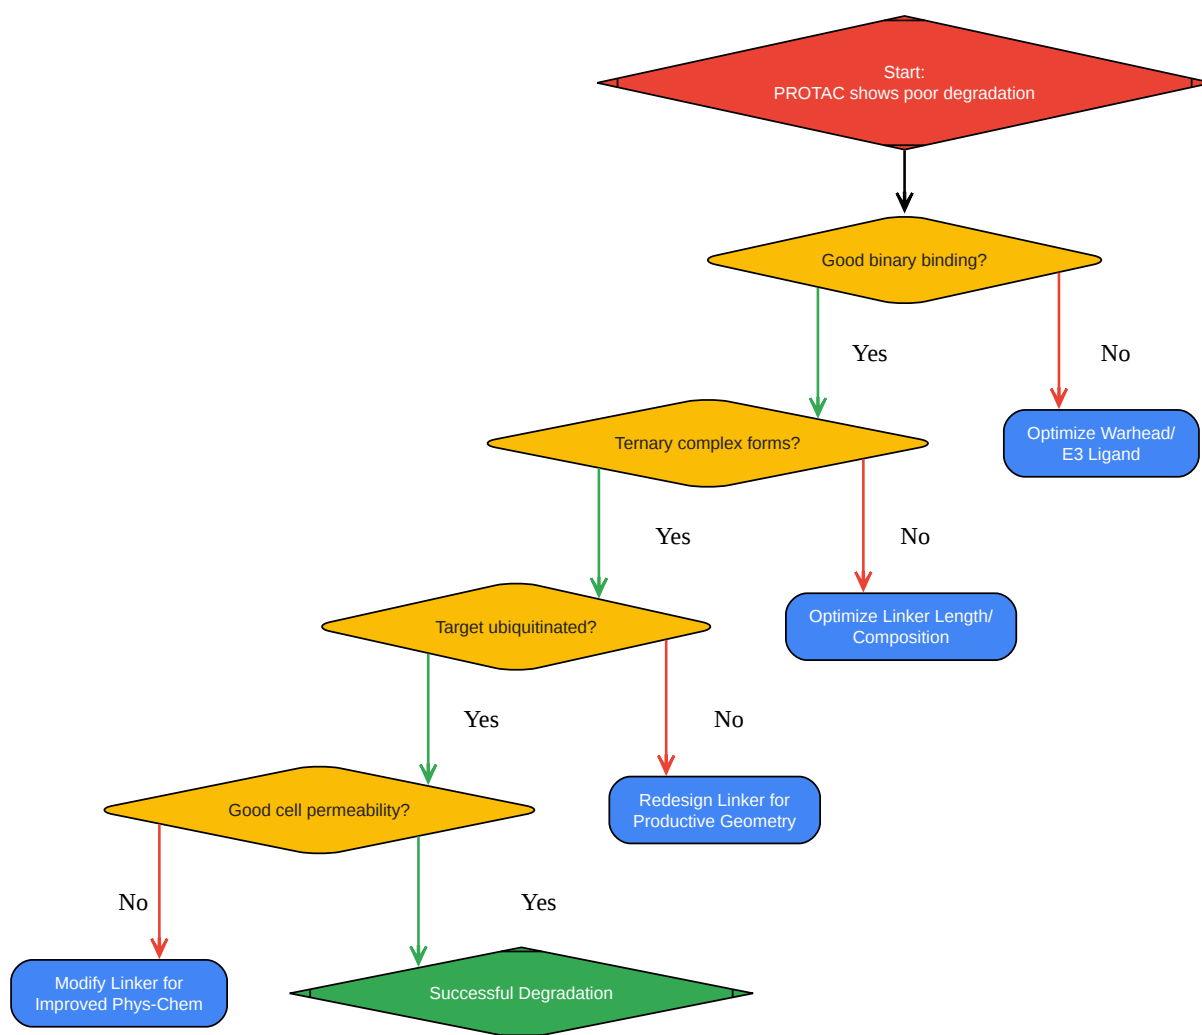 Start:
PROTAC shows poor degradation
Good binary binding?
Yes
No
Optimize Warhead/
E3 Ligand
Ternary complex forms?
Yes
No
Optimize Linker Length/
Composition
Target ubiquitinated?
Yes
No
Redesign Linker for
Productive Geometry
Good cell permeability?
No
Yes
Modify Linker for
Improved Phys-Chem
Successful Degradation